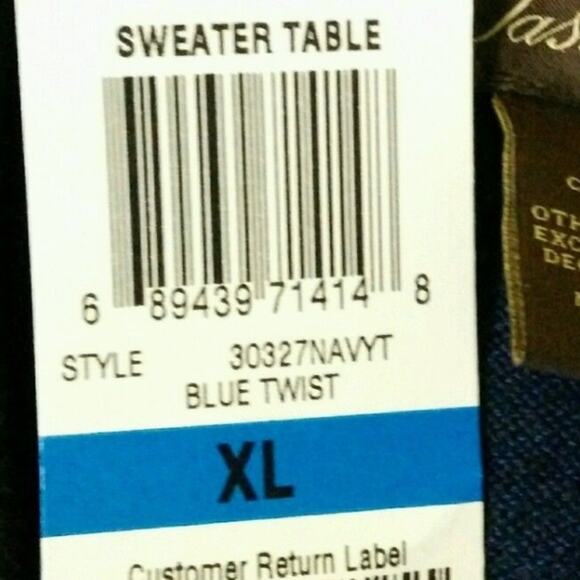 SWEATER TABLE
6 89439 71414 8
STYLE 30327NAVYT
BLUE TWIST
XL
Customer Return Label